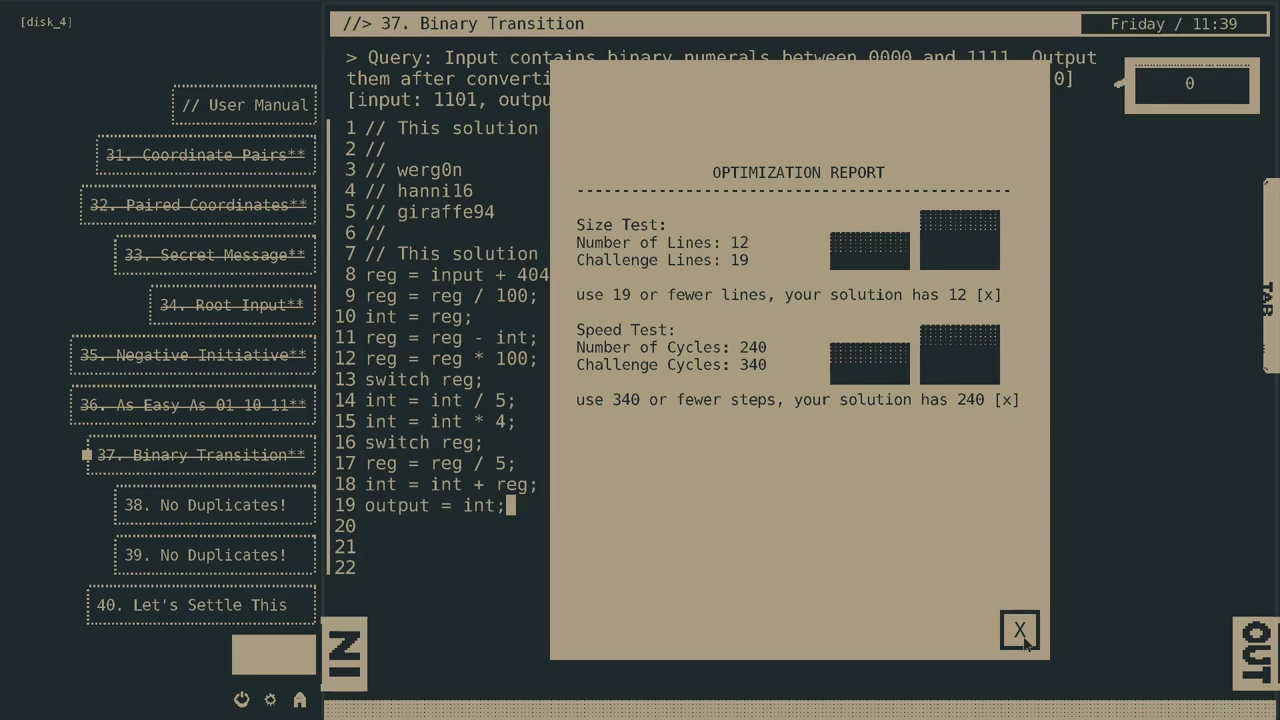 [disk_4]
//> 37. Binary Transition
Friday / 11:39
> Query: Input contains binary numerals between 0000 and 1111. Output
them after converti 0]
[input: 1101, outpu
0
// User Manual
31. Coordinate Pairs**
32. Paired Coordinates**
33. Secret Message**
34. Root Input**
35. Negative Initiative**
36. As Easy As 01 10 11**
37. Binary Transition**
38. No Duplicates!
39. No Duplicates!
40. Let's Settle This
1 // This solution
2 //
3 // werg0n
4 // hanni16
5 // giraffe94
6 //
7 // This solution
8 reg = input + 404
9 reg = reg / 100;
10 int = reg;
11 reg = reg - int;
12 reg = reg * 100;
13 switch reg;
14 int = int / 5;
15 int = int * 4;
16 switch reg;
17 reg = reg / 5;
18 int = int + reg;
19 output = int;
20
21
22
OPTIMIZATION REPORT
Size Test:
Number of Lines: 12
Challenge Lines: 19
use 19 or fewer lines, your solution has 12 [x]
Speed Test:
Number of Cycles: 240
Challenge Cycles: 340
use 340 or fewer steps, your solution has 240 [x]
X
TAB
IN
OUT